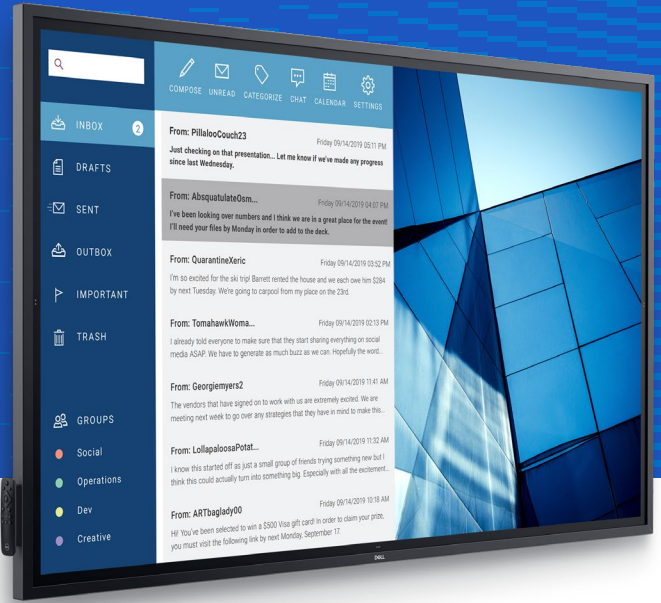 COMPOSE
UNREAD
CATEGORIZE
CHAT
CALENDAR
SETTINGS
INBOX
2
DRAFTS
SENT
OUTBOX
IMPORTANT
TRASH
GROUPS
Social
Operations
Dev
Creative
From: PillalooCouch23
Friday 09/14/2019 05:11 PM
Just checking on that presentation... Let me know if we've made any progress
since last Wednesday.
From: AbsquatulateOsm...
Friday 09/14/2019 04:07 PM
I've been looking over numbers and I think we are in a great place for the event!
I'll need your files by Monday in order to add to the deck.
From: QuarantineXeric
Friday 09/14/2019 03:52 PM
I'm so excited for the ski trip! Barrett rented the house and we each owe him $284
by next Tuesday. We're going to carpool from my place on the 23rd.
From: TomahawkWoma...
Friday 09/14/2019 02:13 PM
I already told everyone to make sure that they start sharing everything on social
media ASAP. We have to generate as much buzz as we can. Hopefully the word...
From: Georgiemyers2
Friday 09/14/2019 11:41 AM
The vendors that have signed on to work with us are extremely excited. We are
meeting next week to go over any strategies that they have in mind to make this...
From: LollapaloosaPotat...
Friday 09/14/2019 11:32 AM
I know this started off as just a small group of friends trying something new but I
think this could actually turn into something big. Especially with all the excitement...
From: ARTbaglady00
Friday 09/14/2019 10:18 AM
Hi! You've been selected to win a $500 Visa gift card! In order to claim your prize,
you must visit the following link by next Monday, September 17.
DELL